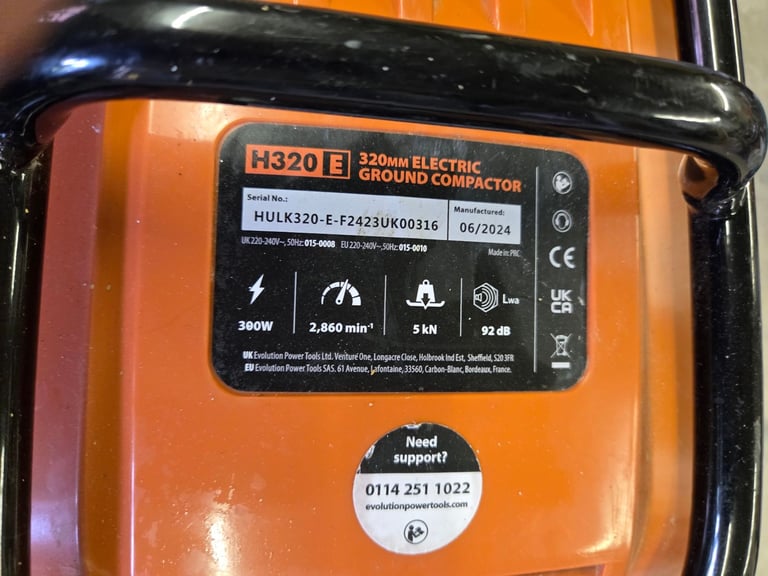 H320 E 320MM ELECTRIC
GROUND COMPACTOR
Serial No.:
HULK320-E-F2423UK00316
Manufactured:
06/2024
UK 220-240V~, 50Hz: 015-0008 EU 220-240V~, 50Hz: 015-0010
Made in: PRC
300W
2,860 min⁻¹
5 kN
Lwa
92 dB
CE
UK
CA
UK Evolution Power Tools Ltd. Venture One, Longacre Close, Holbrook Ind Est, Sheffield, S20 3FR
EU Evolution Power Tools SAS. 61 Avenue, Lafontaine, 33560, Carbon-Blanc, Bordeaux, France.
Need
support?
0114 251 1022
evolutionpowertools.com